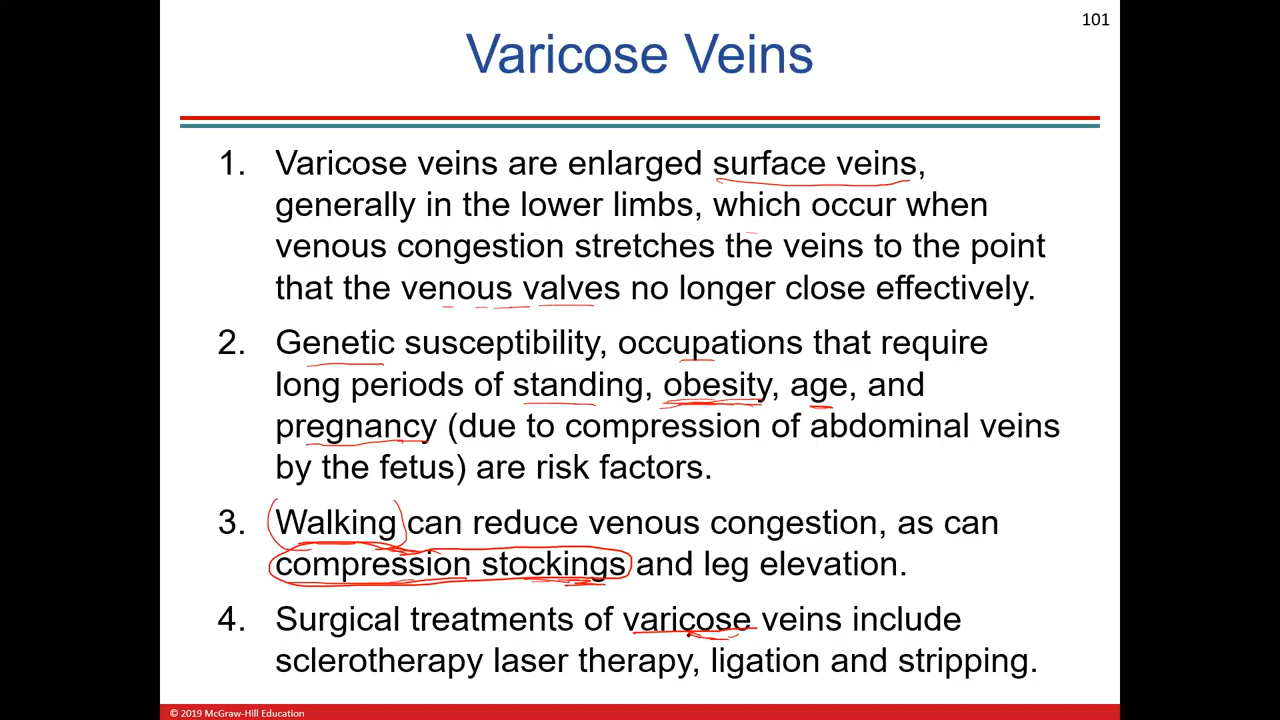 101
Varicose Veins
1. Varicose veins are enlarged surface veins,
generally in the lower limbs, which occur when
venous congestion stretches the veins to the point
that the venous valves no longer close effectively.
2. Genetic susceptibility, occupations that require
long periods of standing, obesity, age, and
pregnancy (due to compression of abdominal veins
by the fetus) are risk factors.
3. Walking can reduce venous congestion, as can
compression stockings and leg elevation.
4. Surgical treatments of varicose veins include
sclerotherapy laser therapy, ligation and stripping.
© 2019 McGraw-Hill Education